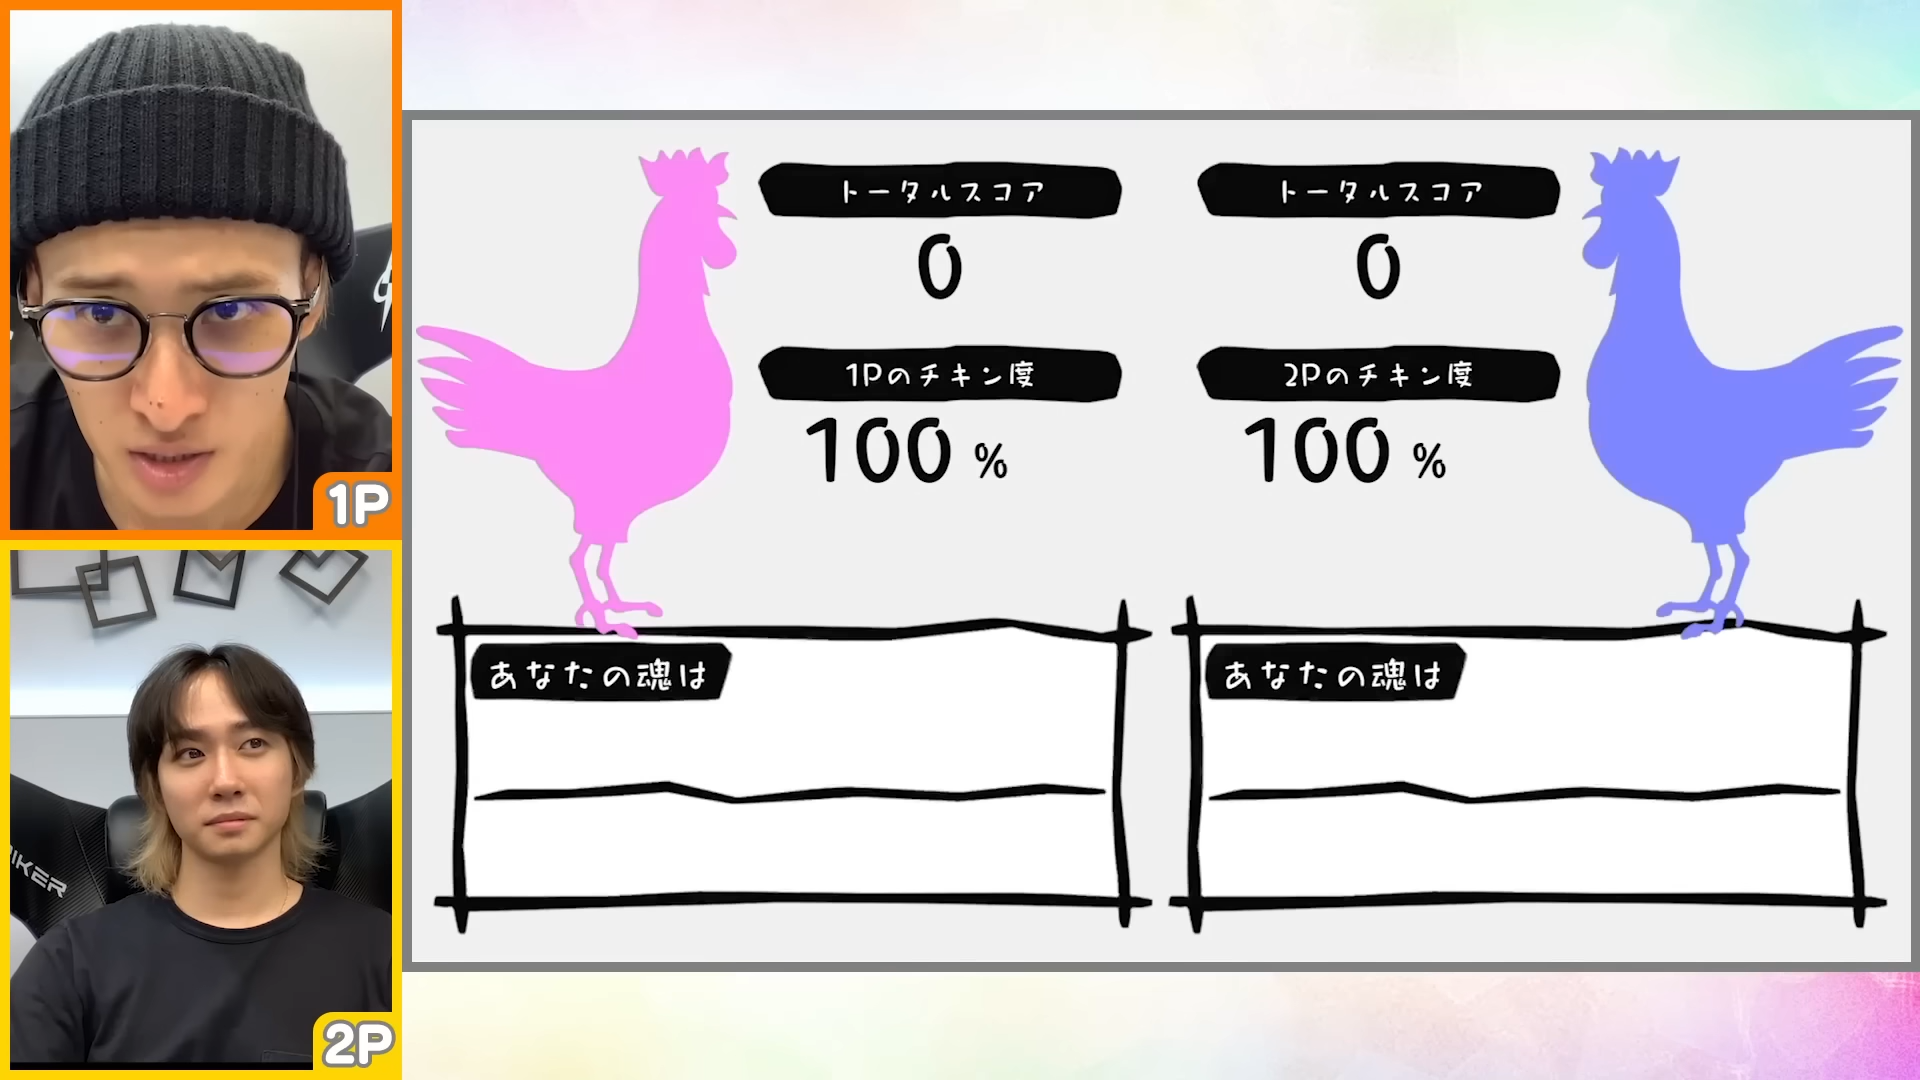 1P
2P
トータルスコア
0
1Pのチキン度
100 %
トータルスコア
0
2Pのチキン度
100 %
あなたの魂は
あなたの魂は